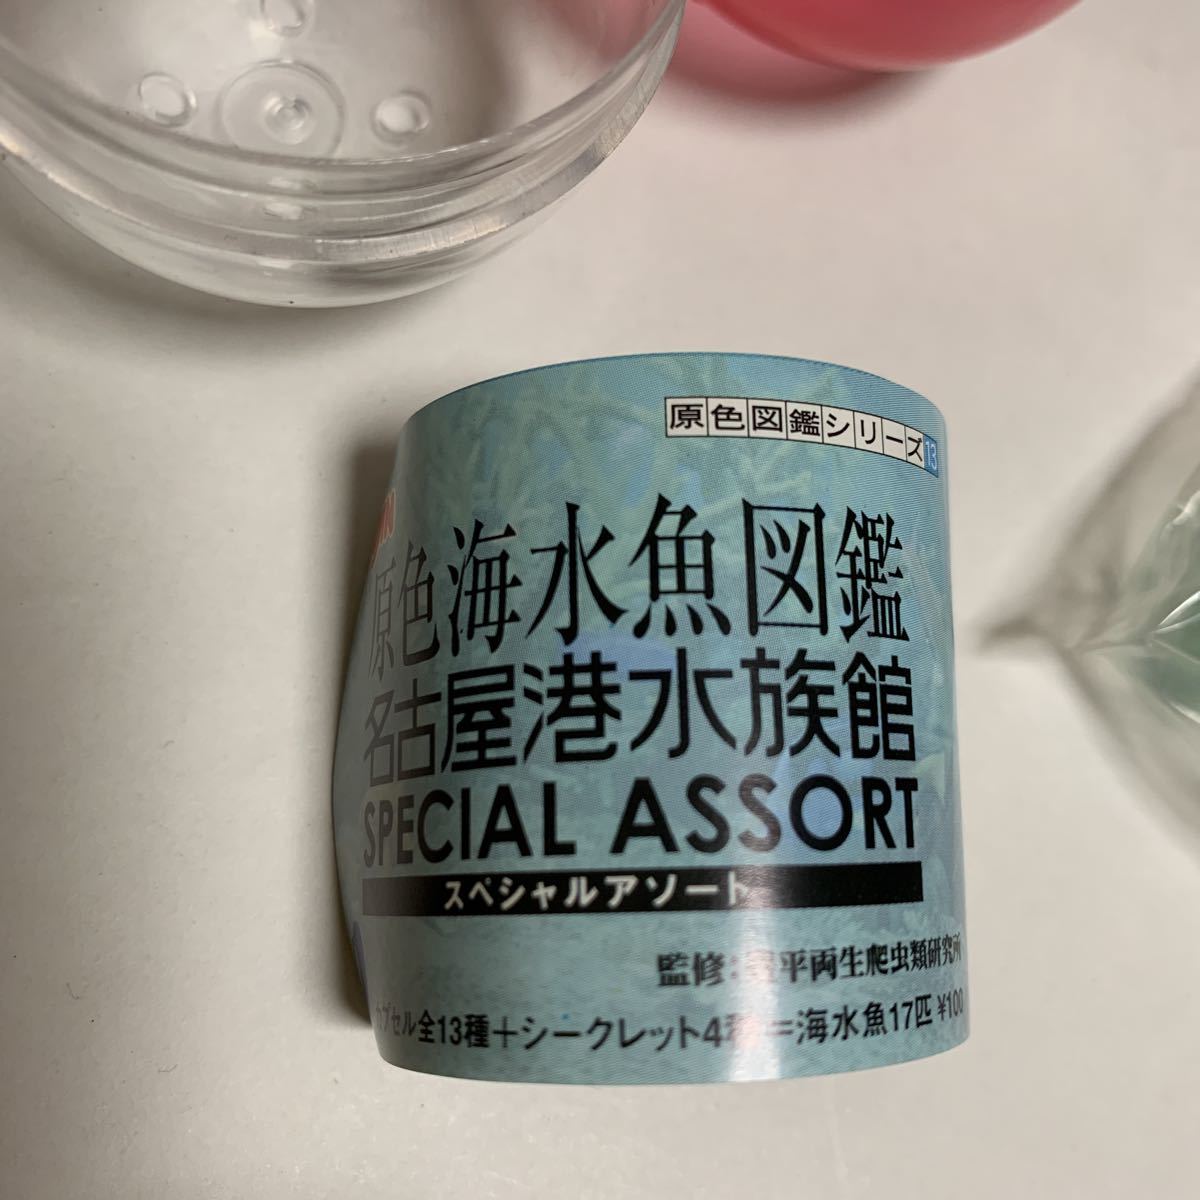 原色図鑑シリーズ13
原色海水魚図鑑
名古屋港水族館
SPECIAL ASSORT
スペシャルアソート
監修:平両生爬虫類研究所
カプセル全13種+シークレット4種=海水魚17匹 ¥100